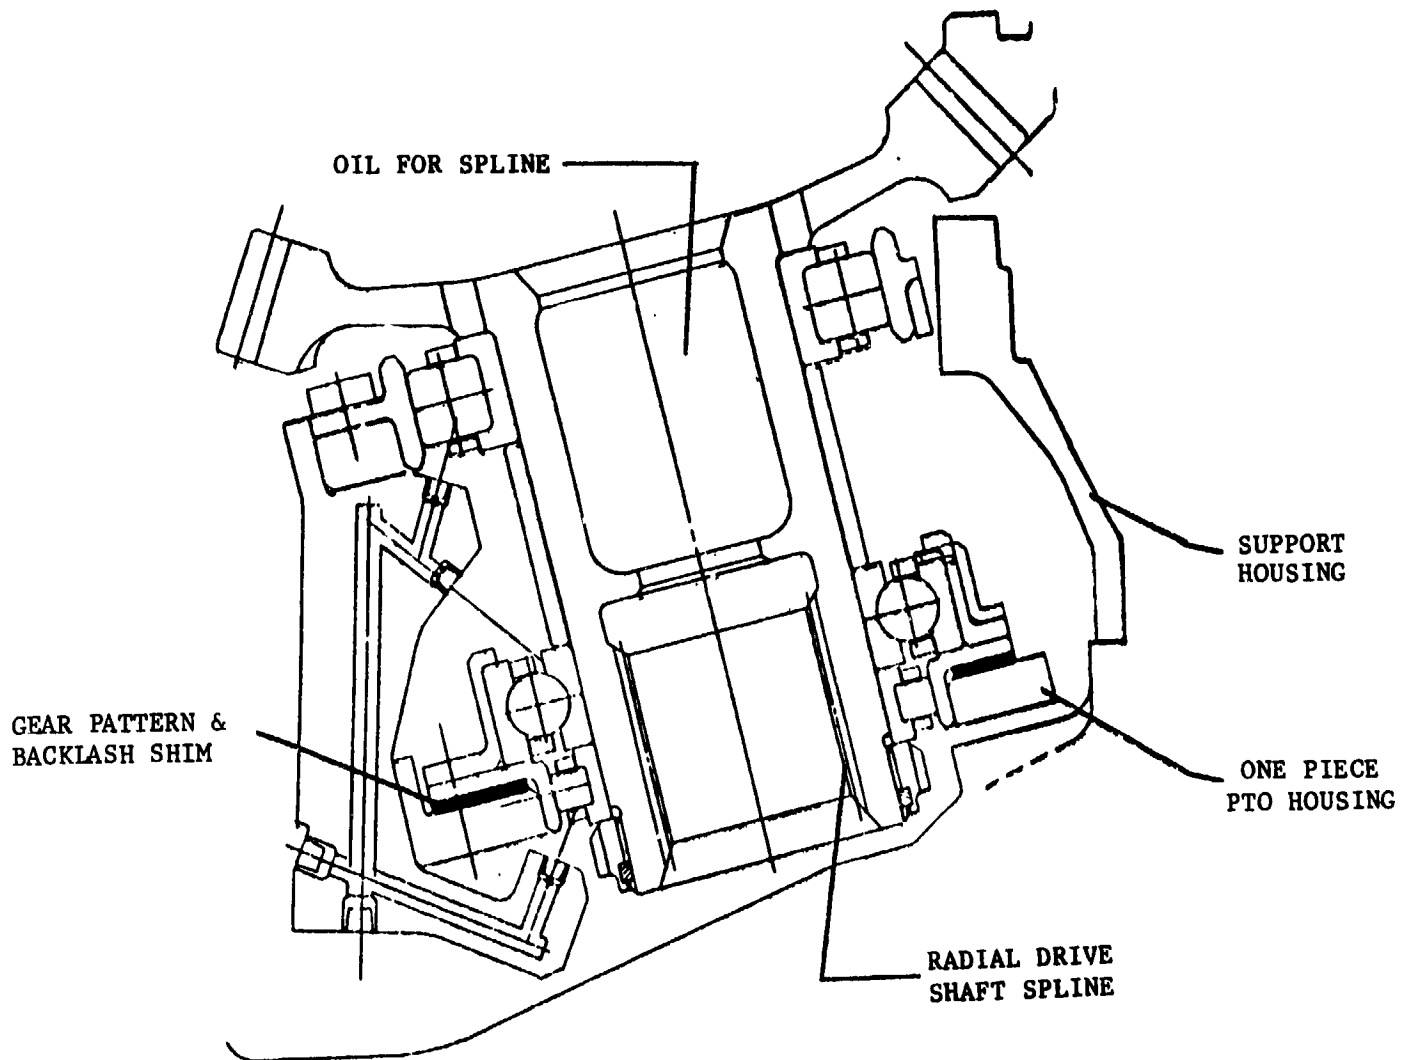 OIL FOR SPLINE
SUPPORT
HOUSING
GEAR PATTERN &
BACKLASH SHIM
ONE PIECE
PTO HOUSING
RADIAL DRIVE
SHAFT SPLINE